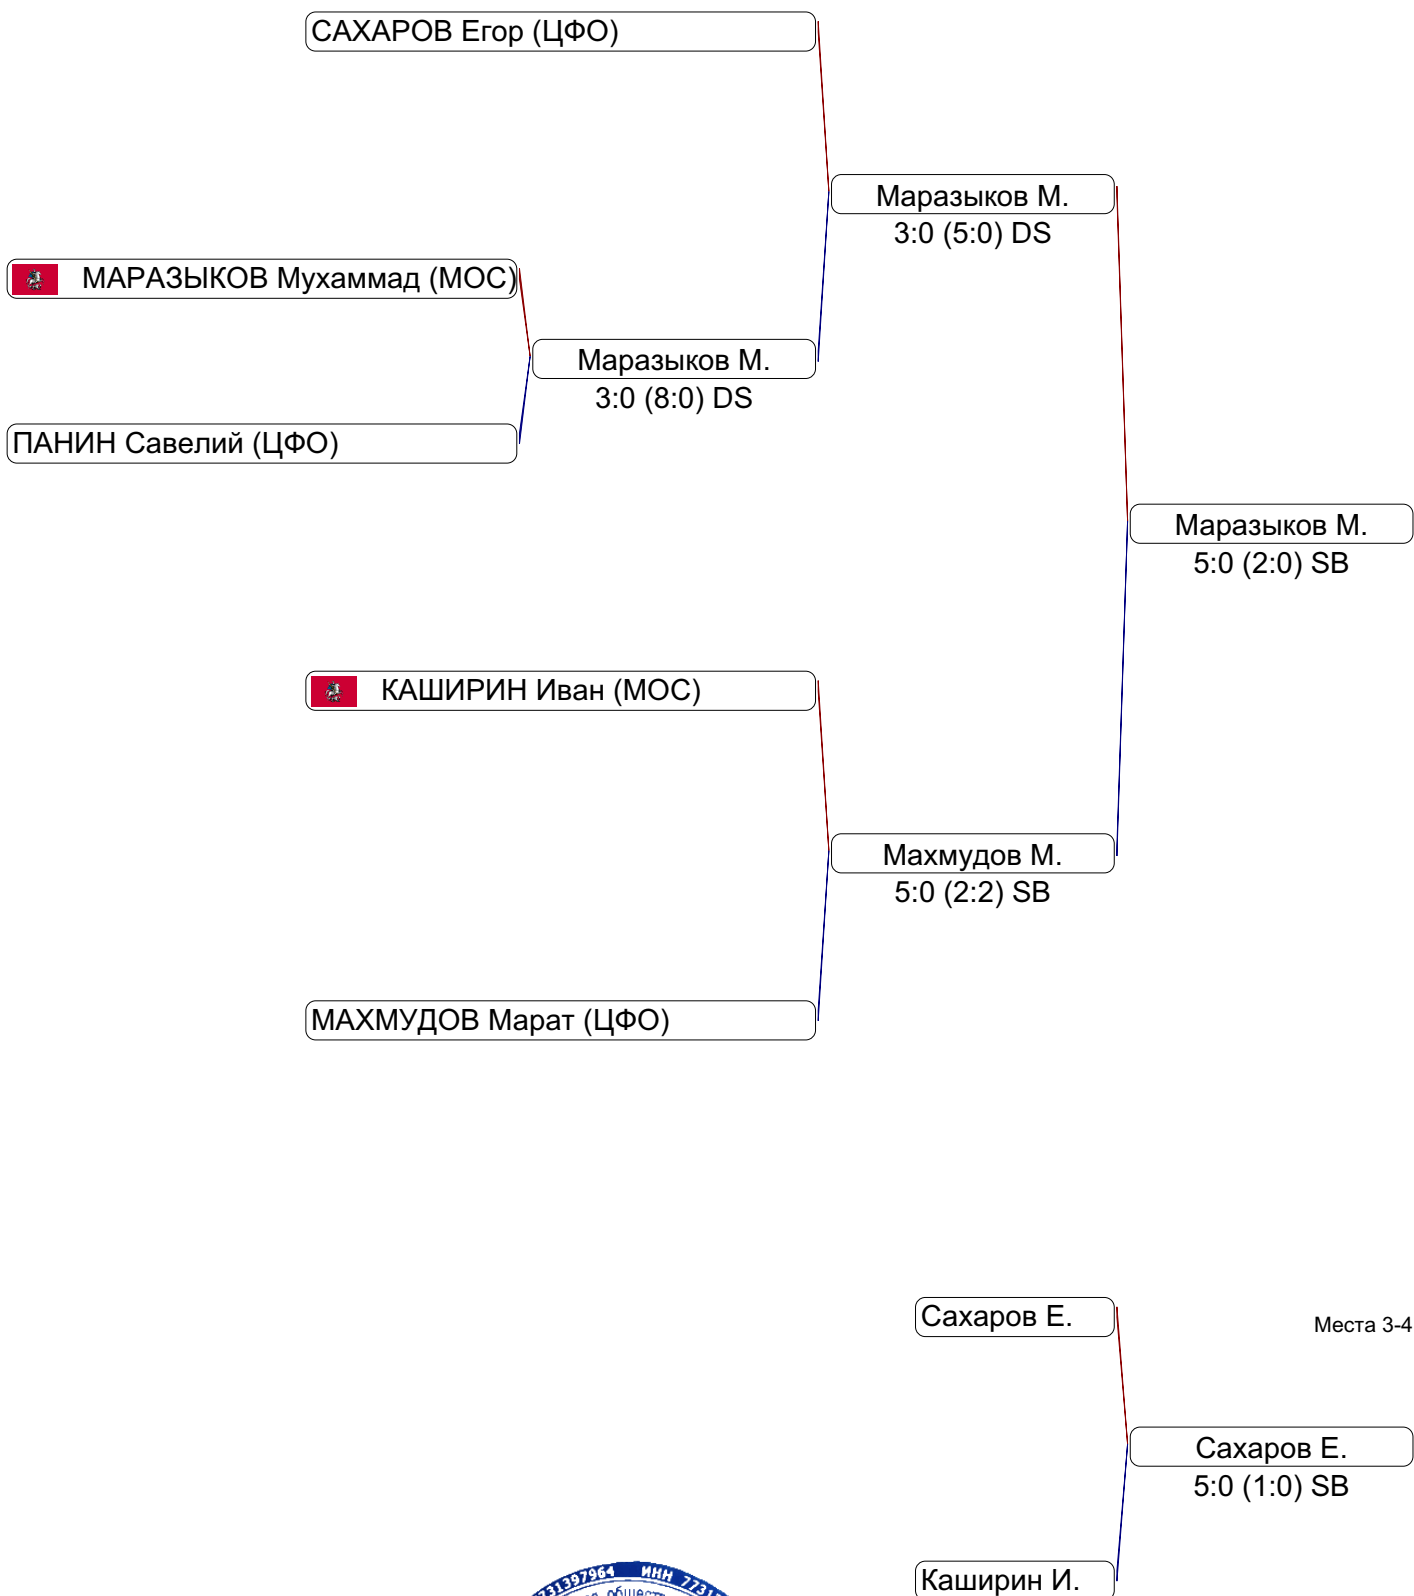 САХАРОВ Егор (ЦФО)
Маразыков М.
3:0 (5:0) DS
МАРАЗЫКОВ Мухаммад (МОС)
Маразыков М.
3:0 (8:0) DS
ПАНИН Савелий (ЦФО)
Маразыков М.
5:0 (2:0) SB
КАШИРИН Иван (МОС)
Махмудов М.
5:0 (2:2) SB
МАХМУДОВ Марат (ЦФО)
Сахаров Е.
Места 3-4
Сахаров Е.
5:0 (1:0) SB
Каширин И.
ИНН